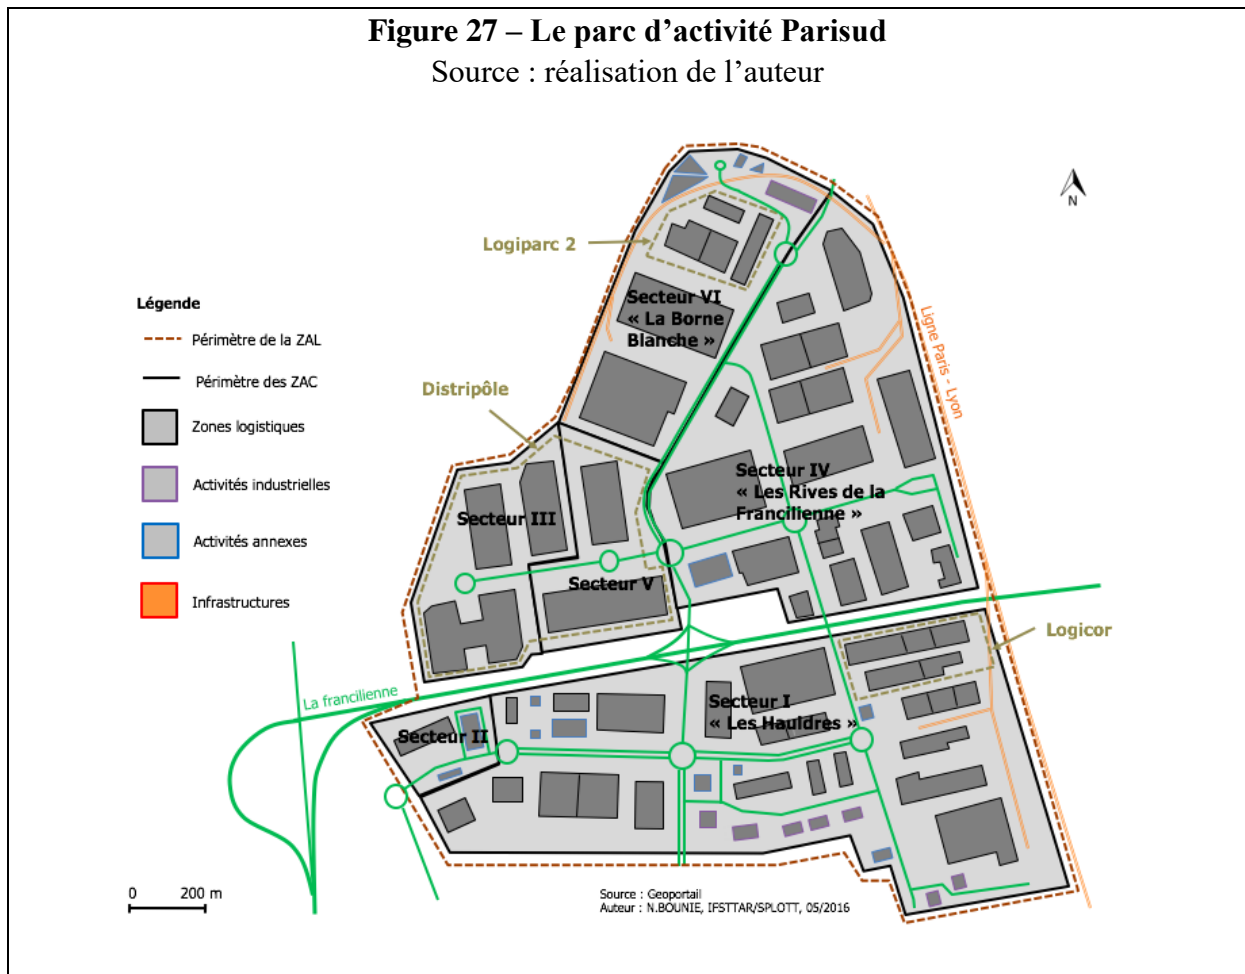 Figure 27 – Le parc d'activité Parisud
Source : réalisation de l'auteur
N
Logiparc 2
Légende
Périmètre de la ZAL
Périmètre des ZAC
Zones logistiques
Activités industrielles
Activités annexes
Infrastructures
Secteur VI
« La Borne
Blanche »
Ligne Paris - Lyon
Distripôle
Secteur IV
« Les Rives de la
Francilienne »
Secteur III
Secteur V
Logicor
La francilienne
Secteur I
« Les Hauldres »
Secteur II
0 200 m
Source : Geoportail
Auteur : N.BOUNIE, IFSTTAR/SPLOTT, 05/2016